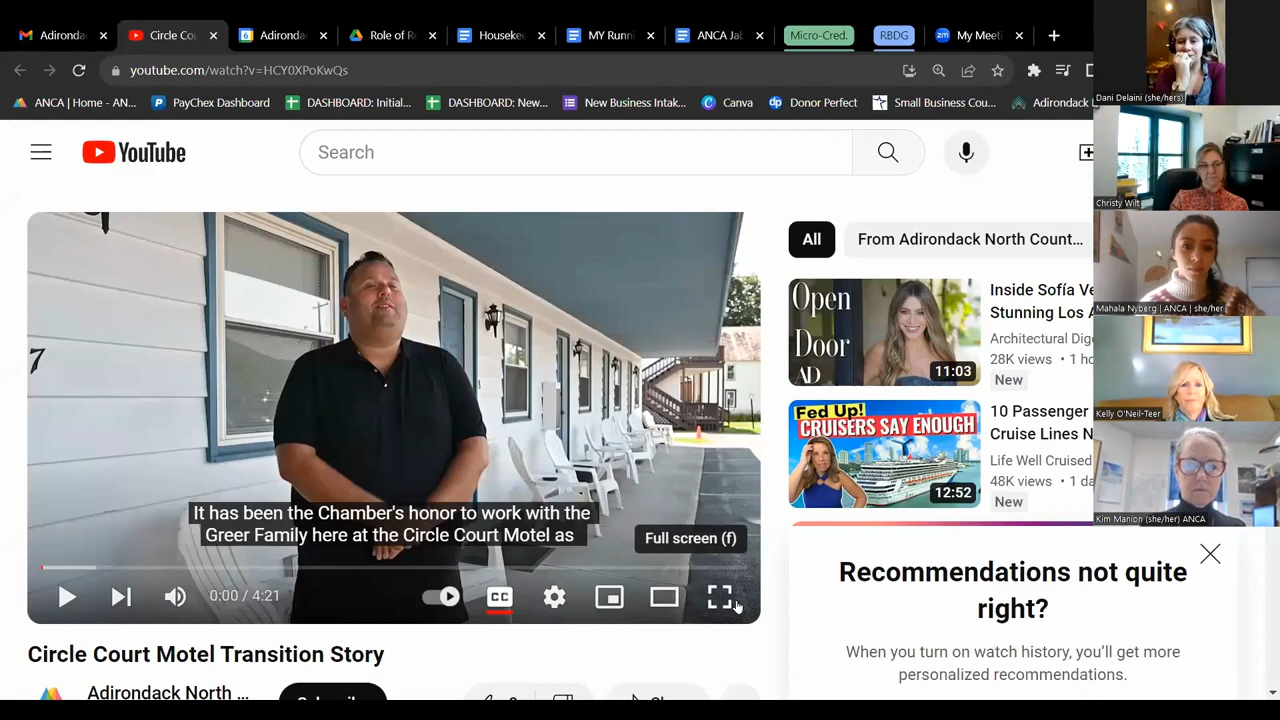 Adironda
Circle Co
Adironda
Role of R
Housekee
MY Runni
ANCA Jab
Micro-Cred.
RBDG
My Meeti
youtube.com/watch?v=HCY0XPoKwQs
ANCA | Home - AN...
PayChex Dashboard
DASHBOARD: Initial...
DASHBOARD: New...
New Business Intak...
Canva
Donor Perfect
Small Business Cou...
Adirondack
YouTube
Search
7
It has been the Chamber's honor to work with the
Greer Family here at the Circle Court Motel as
Full screen (f)
0:00 / 4:21
CC
Circle Court Motel Transition Story
Adirondack North ...
All
From Adirondack North Count...
Open
Door
AD
11:03
Inside Sofía Ve
Stunning Los A
Architectural Dig
28K views • 1 ho
New
Fed Up!
CRUISERS SAY ENOUGH
12:52
10 Passenger
Cruise Lines N
Life Well Cruised
48K views • 1 da
New
Recommendations not quite
right?
When you turn on watch history, you'll get more
personalized recommendations.
Dani Delaini (she/hers)
Christy Wilt
Mahala Nyberg | ANCA | she/her
Kelly O'Neil-Teer
Kim Manion (she/her) ANCA